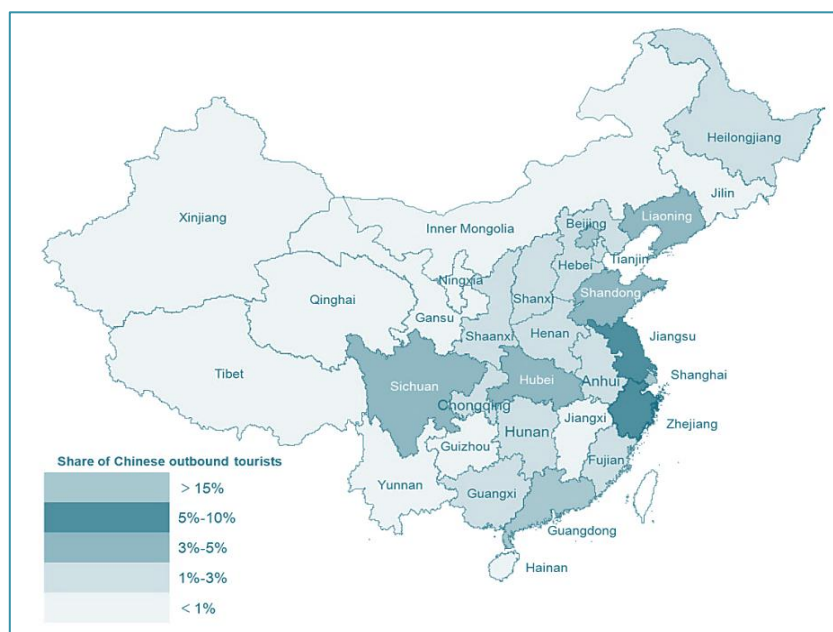 Heilongjiang
Jilin
Xinjiang
Liaoning
Beijing
Inner Mongolia
Tianjin
Hebei
Ningxia
Shandong
Qinghai
Shanxi
Gansu
Henan
Jiangsu
Shaanxi
Tibet
Shanghai
Sichuan
Hubei
Anhui
Chongqing
Jiangxi
Zhejiang
Hunan
Guizhou
Fujian
Yunnan
Guangxi
Guangdong
Hainan
Share of Chinese outbound tourists
> 15%
5%-10%
3%-5%
1%-3%
< 1%